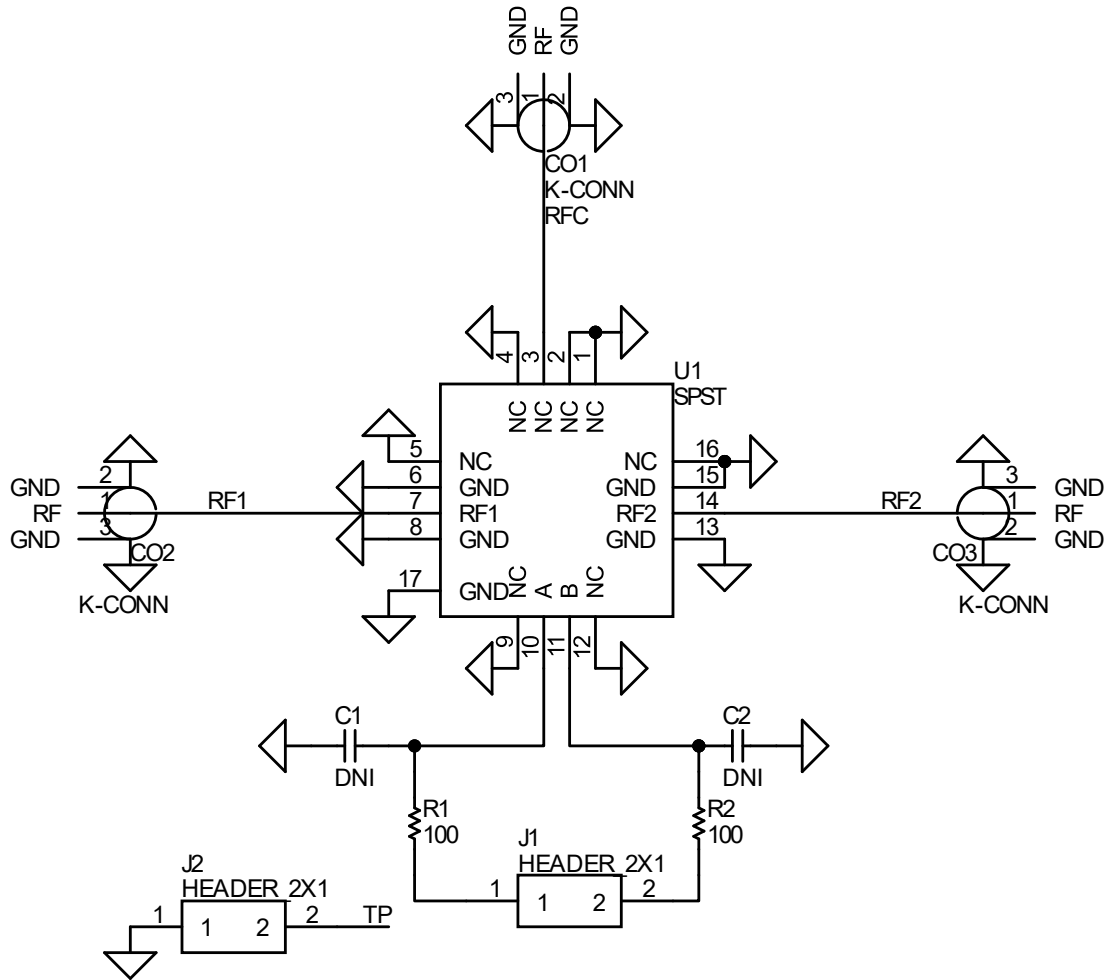 GND RF GND
3 1 2
CO1
K-CONN
RFC
4 3 2 1
U1
SPST
NC NC NC NC
5 NC
NC 16
6 GND
GND 15
7 RF1
RF2 14
8 GND
GND 13
17 GND
NC A B NC
9 10 11 12
GND 2
RF 1
GND 3
CO2
K-CONN
RF1
RF2
3 GND
1 RF
2 GND
CO3
K-CONN
C1
DNI
C2
DNI
R1
100
R2
100
J1
HEADER_2X1
1 1 2 2
J2
HEADER_2X1
1 1 2 2 TP